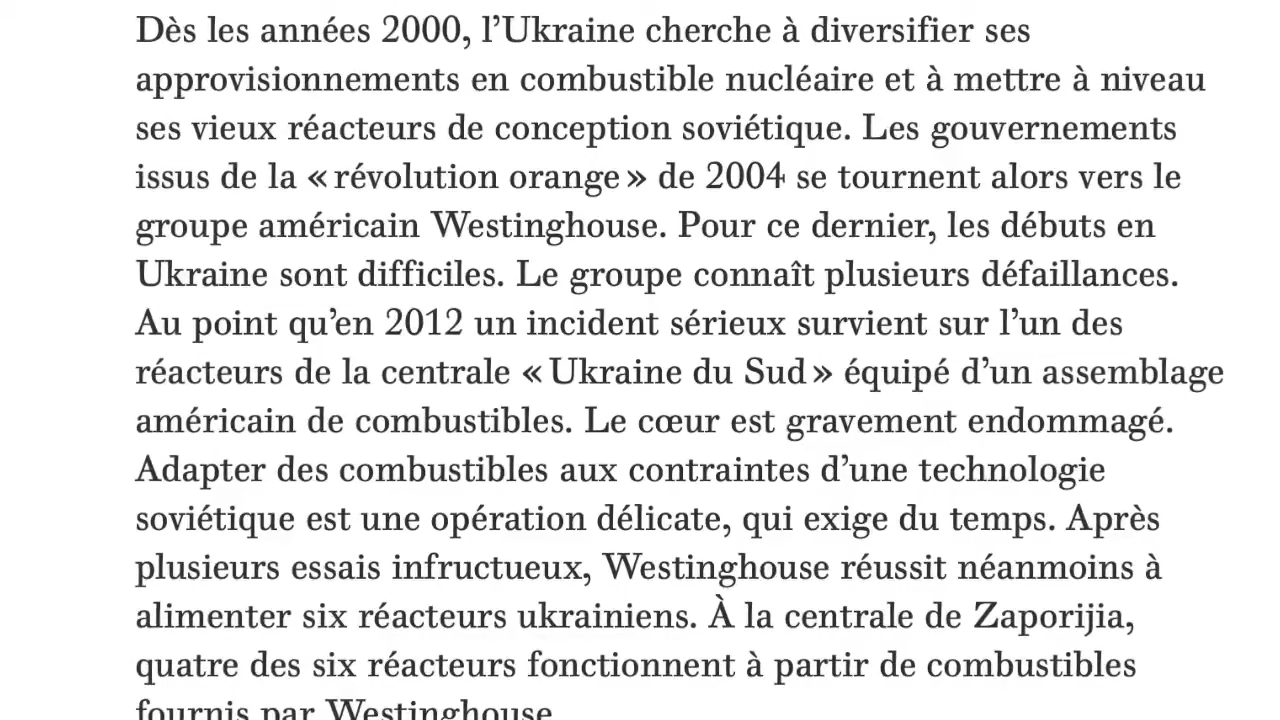 Dès les années 2000, l’Ukraine cherche à diversifier ses
approvisionnements en combustible nucléaire et à mettre à niveau
ses vieux réacteurs de conception soviétique. Les gouvernements
issus de la « révolution orange » de 2004 se tournent alors vers le
groupe américain Westinghouse. Pour ce dernier, les débuts en
Ukraine sont difficiles. Le groupe connaît plusieurs défaillances.
Au point qu’en 2012 un incident sérieux survient sur l’un des
réacteurs de la centrale « Ukraine du Sud » équipé d’un assemblage
américain de combustibles. Le cœur est gravement endommagé.
Adapter des combustibles aux contraintes d’une technologie
soviétique est une opération délicate, qui exige du temps. Après
plusieurs essais infructueux, Westinghouse réussit néanmoins à
alimenter six réacteurs ukrainiens. À la centrale de Zaporijia,
quatre des six réacteurs fonctionnent à partir de combustibles
fournis par Westinghouse